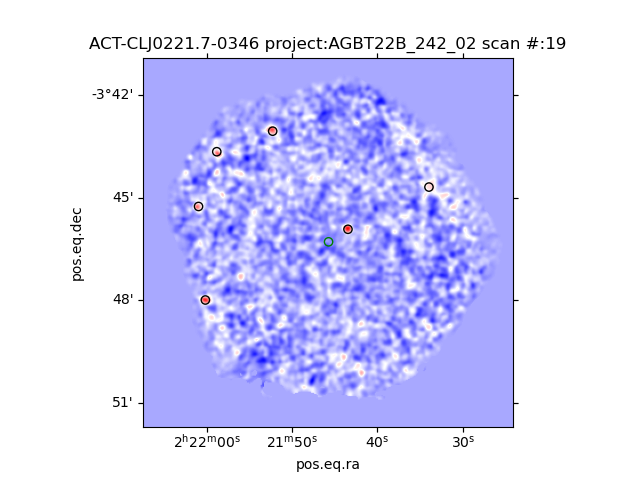 ACT-CLJ0221.7-0346 project:AGBT22B_242_02 scan #:19
-3°42'
45'
48'
51'
pos.eq.dec
2ʰ22ᵐ00ˢ 21ᵐ50ˢ 40ˢ 30ˢ
pos.eq.ra